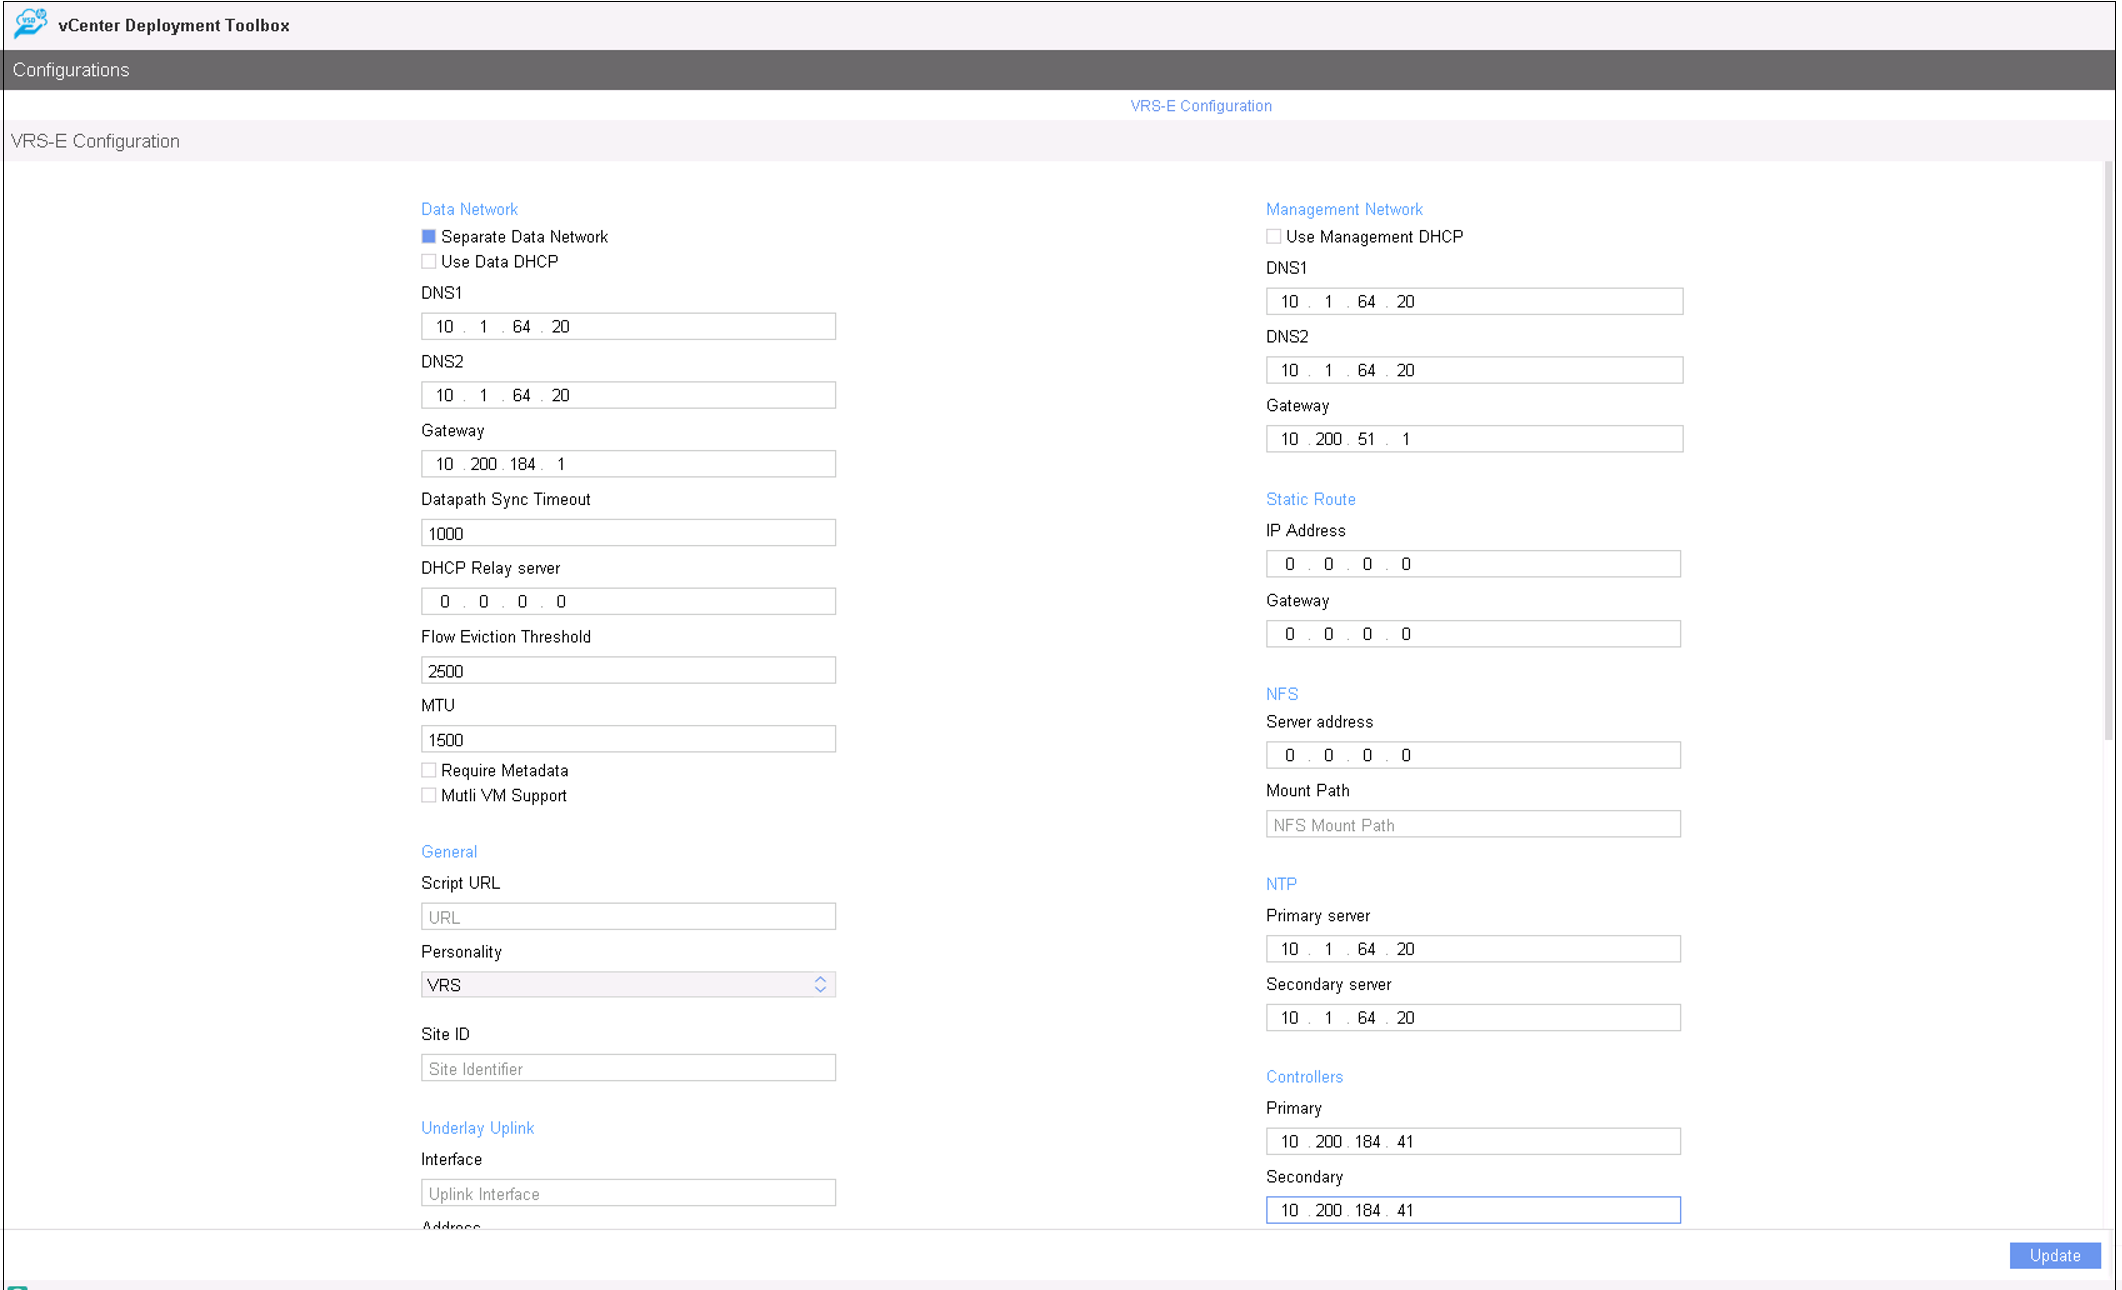 vCenter Deployment Toolbox
Configurations
VRS-E Configuration
VRS-E Configuration
Data Network
Separate Data Network
Use Data DHCP
DNS1
10 . 1 . 64 . 20
DNS2
10 . 1 . 64 . 20
Gateway
10 . 200 . 184 . 1
Datapath Sync Timeout
1000
DHCP Relay server
0 . 0 . 0 . 0
Flow Eviction Threshold
2500
MTU
1500
Require Metadata
Mutli VM Support
General
Script URL
URL
Personality
VRS
Site ID
Site Identifier
Underlay Uplink
Interface
Uplink Interface
Address
Management Network
Use Management DHCP
DNS1
10 . 1 . 64 . 20
DNS2
10 . 1 . 64 . 20
Gateway
10 . 200 . 51 . 1
Static Route
IP Address
0 . 0 . 0 . 0
Gateway
0 . 0 . 0 . 0
NFS
Server address
0 . 0 . 0 . 0
Mount Path
NFS Mount Path
NTP
Primary server
10 . 1 . 64 . 20
Secondary server
10 . 1 . 64 . 20
Controllers
Primary
10 . 200 . 184 . 41
Secondary
10 . 200 . 184 . 41
Update